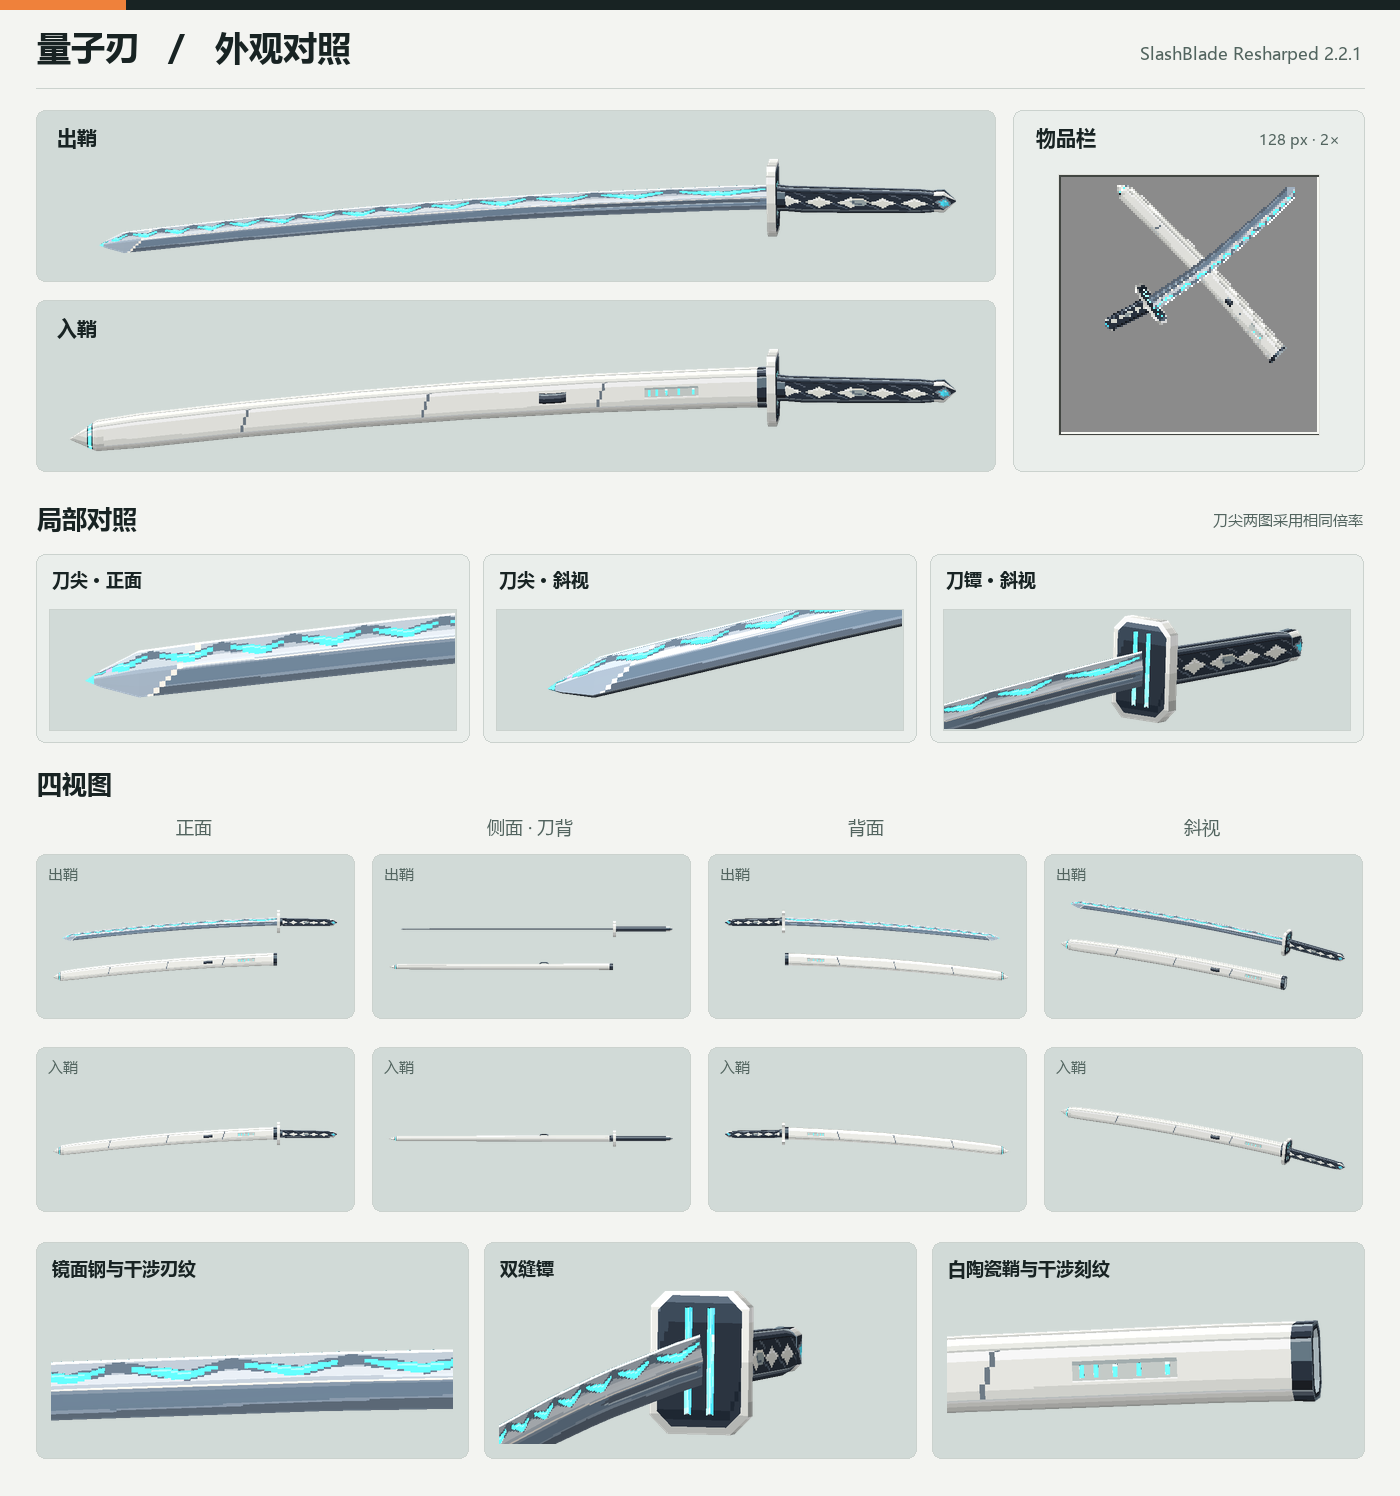 量子刃 / 外观对照
SlashBlade Resharped 2.2.1
出鞘
物品栏
128 px · 2×
入鞘
局部对照
刀尖两图采用相同倍率
刀尖 · 正面
刀尖 · 斜视
刀镡 · 斜视
四视图
正面
侧面 · 刀背
背面
斜视
出鞘
出鞘
出鞘
出鞘
入鞘
入鞘
入鞘
入鞘
镜面钢与干涉刃纹
双缝镡
白陶瓷鞘与干涉刻纹